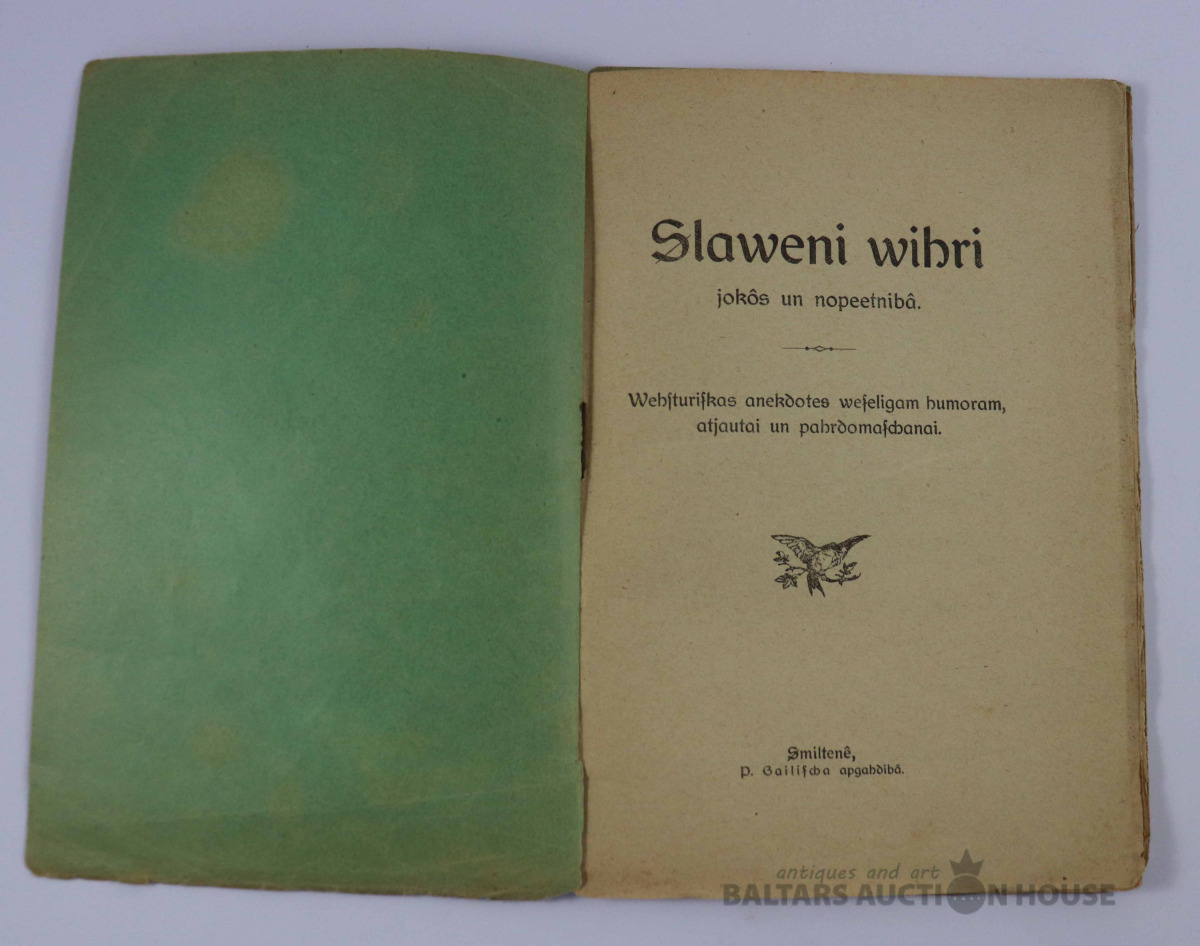 Slaweni wihri
jokôs un nopeetnibâ.
Wehſturiſkas anekdotes weſeligam humoram,
atjautai un pahrdomaſchanai.
Smiltenê,
P. Gailiſcha apgahdibâ.
antiques and art
BALTARS AUCTION HOUSE